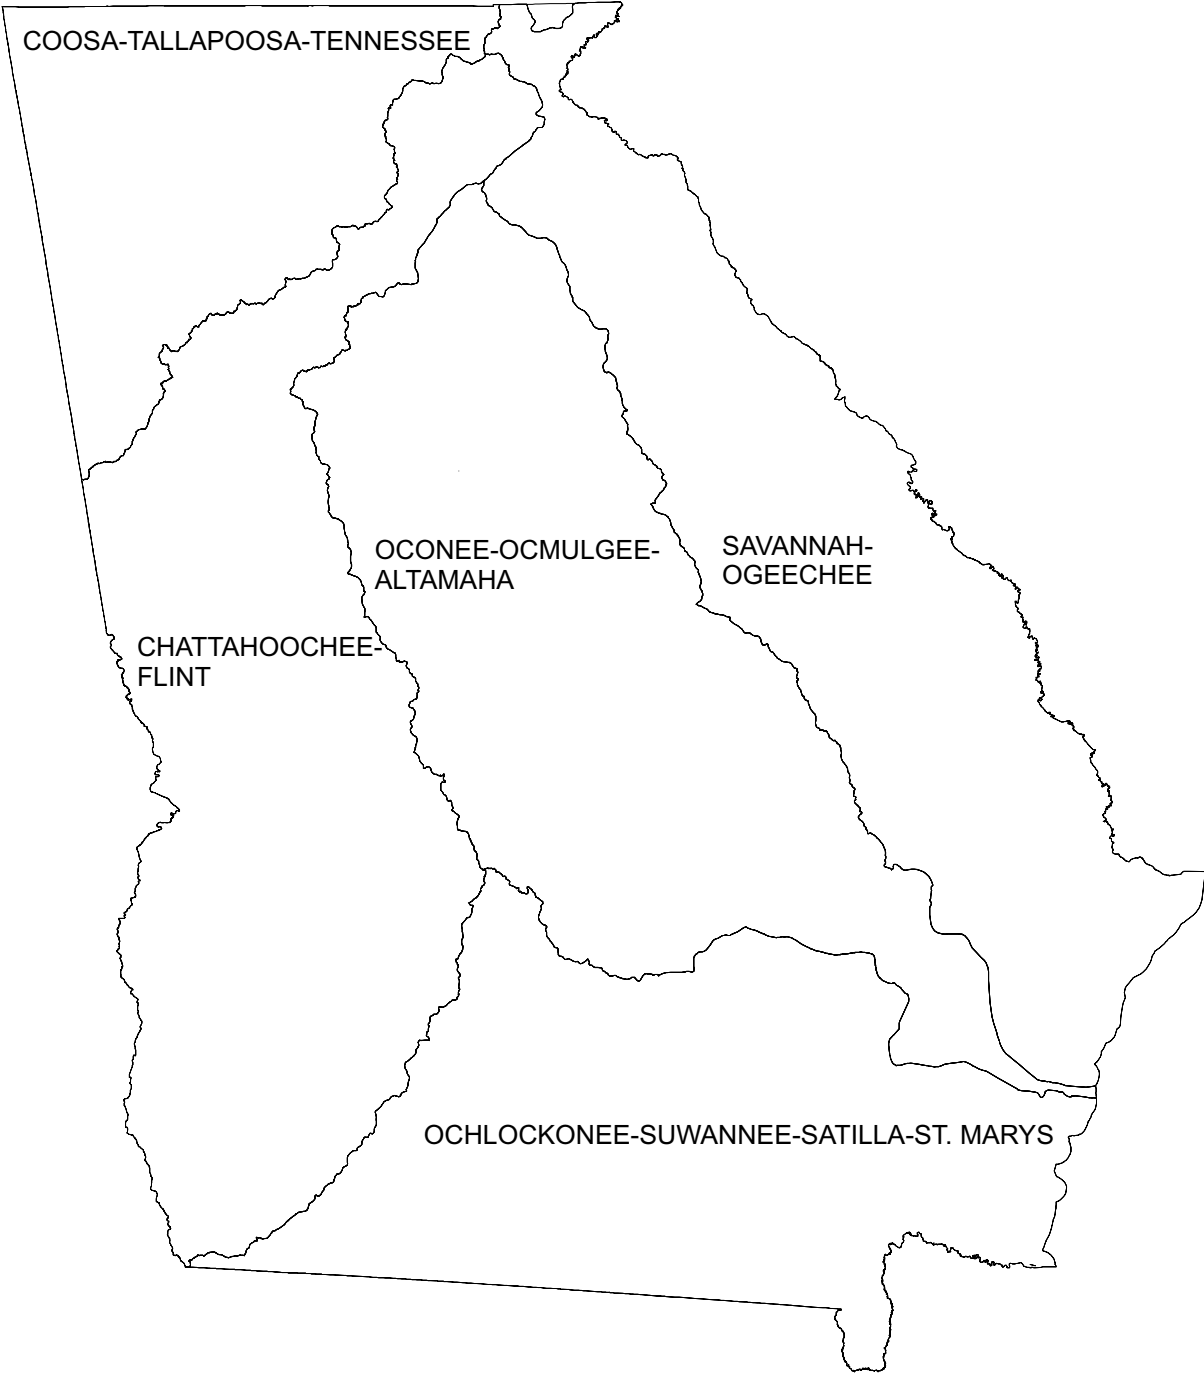 COOSA-TALLAPOOSA-TENNESSEE
OCONEE-OCMULGEE-
ALTAMAHA
SAVANNAH-
OGEECHEE
CHATTAHOOCHEE-
FLINT
OCHLOCKONEE-SUWANNEE-SATILLA-ST. MARYS